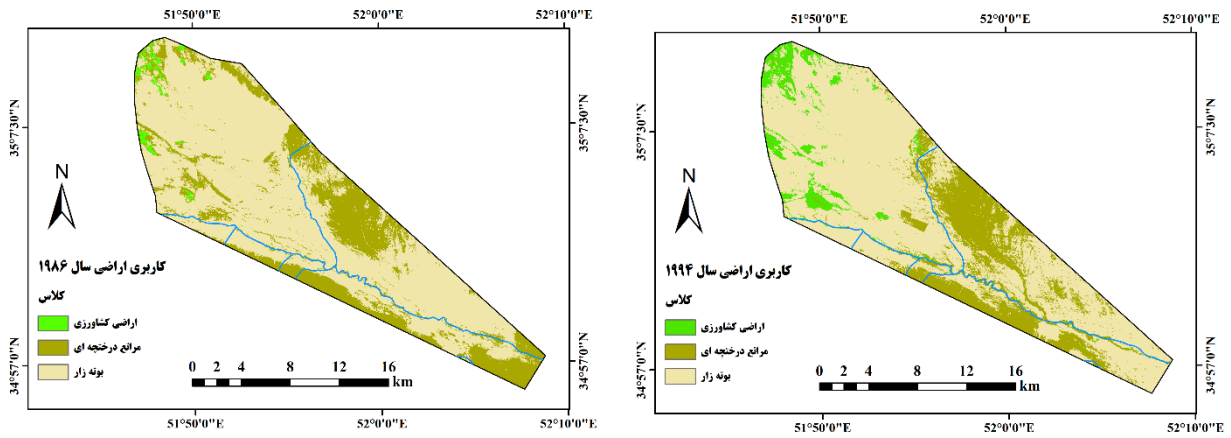 51°50'0"E
52°0'0"E
52°10'0"E
35°7'30"N
35°7'30"N
N
کاربری اراضی سال ۱۹۸۶
کلاس
اراضی کشاورزی
مراتع درختچه ای
بوته زار
0 2 4 8 12 16
km
34°57'0"N
34°57'0"N
51°50'0"E
52°0'0"E
52°10'0"E
51°50'0"E
52°0'0"E
52°10'0"E
35°7'30"N
35°7'30"N
N
کاربری اراضی سال ۱۹۹۴
کلاس
اراضی کشاورزی
مراتع درختچه ای
بوته زار
0 2 4 8 12 16
km
34°57'0"N
34°57'0"N
51°50'0"E
52°0'0"E
52°10'0"E